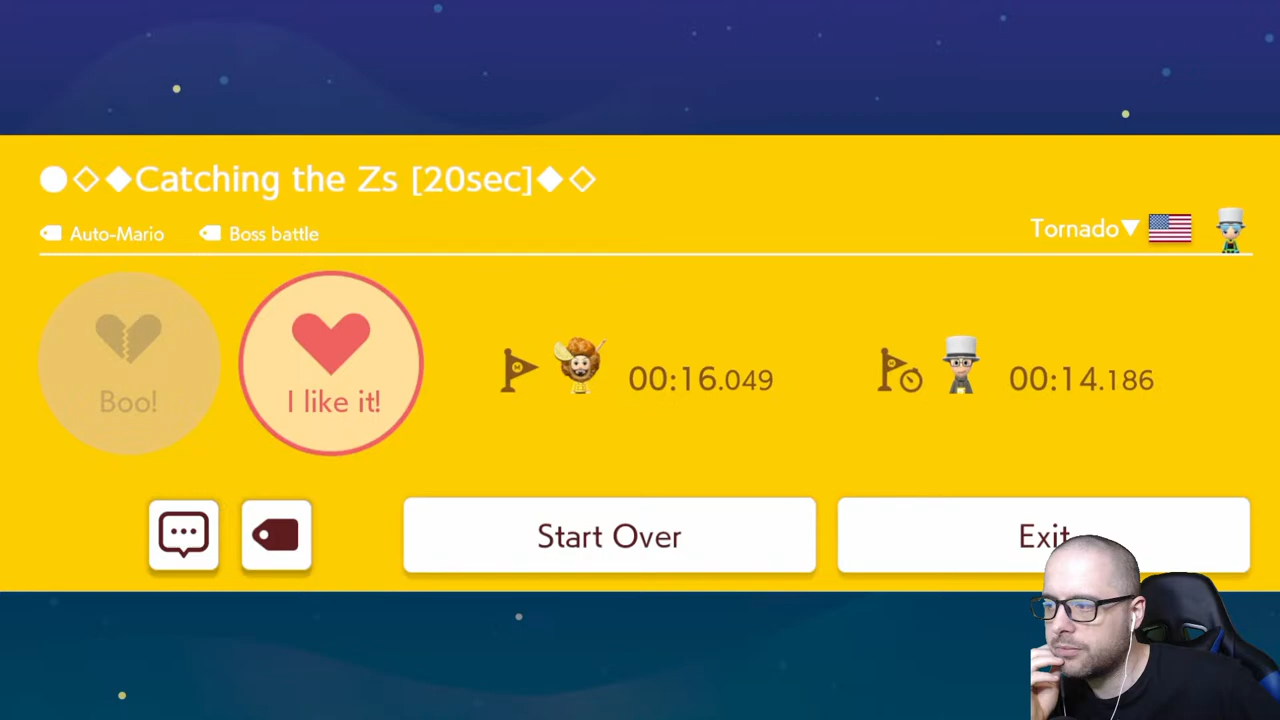 ●◇◆Catching the Zs [20sec]◆◇
Auto-Mario Boss battle
Tornado▼
Boo!
I like it!
M 00:16.049
M 00:14.186
Start Over
Exit